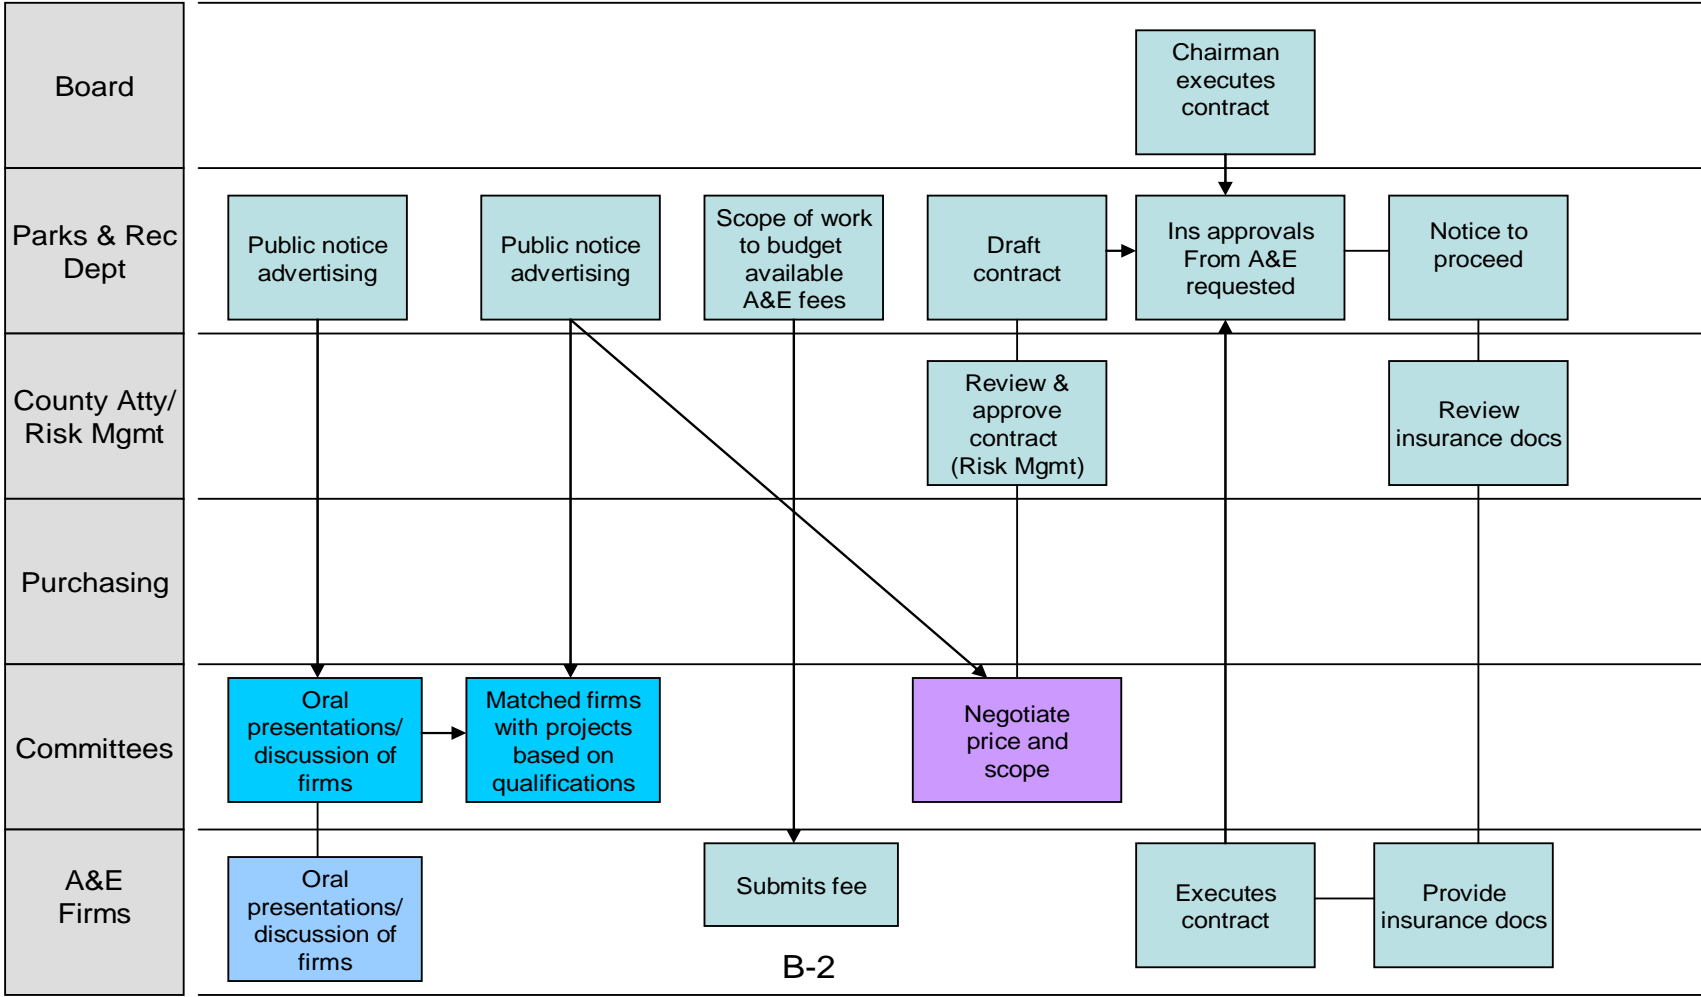 Board
Chairman
executes
contract
Parks & Rec
Dept
Public notice
advertising
Public notice
advertising
Scope of work
to budget
available
A&E fees
Draft
contract
Ins approvals
From A&E
requested
Notice to
proceed
County Atty/
Risk Mgmt
Review &
approve
contract
(Risk Mgmt)
Review
insurance docs
Purchasing
Committees
Oral
presentations/
discussion of
firms
Matched firms
with projects
based on
qualifications
Negotiate
price and
scope
A&E
Firms
Oral
presentations/
discussion of
firms
Submits fee
Executes
contract
Provide
insurance docs
B-2